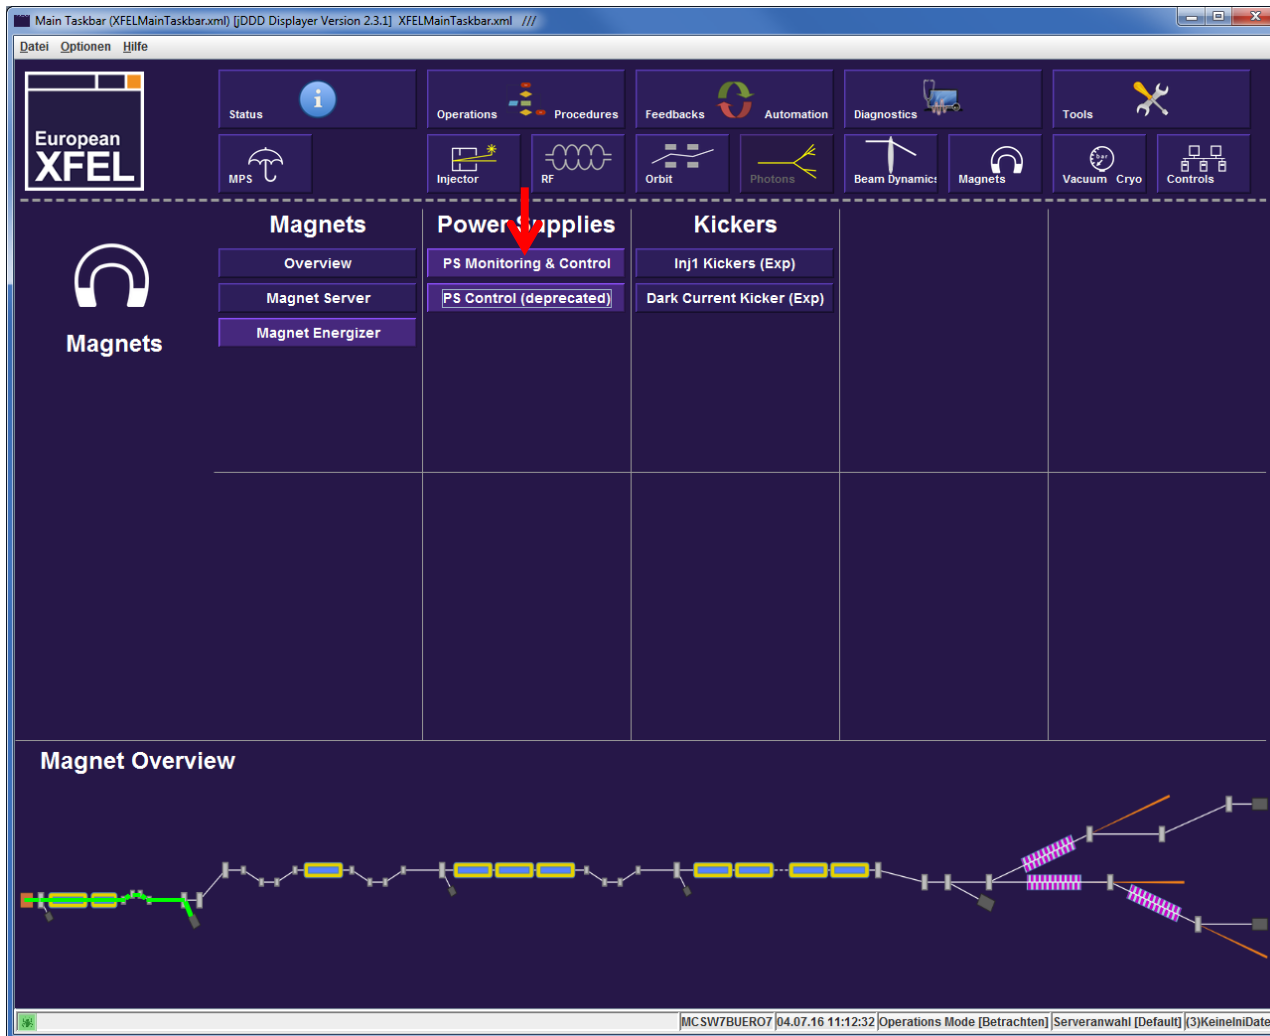 Main Taskbar (XFELMainTaskbar.xml) [jDDD Displayer Version 2.3.1] XFELMainTaskbar.xml ///
Datei Optionen Hilfe
European
XFEL
Status
Operations Procedures
Feedbacks Automation
Diagnostics
Tools
MPS
Injector
RF
Orbit
Photons
Beam Dynamics
Magnets
bar
Vacuum Cryo
Controls
Magnets
Magnets
Overview
Magnet Server
Magnet Energizer
Power Supplies
PS Monitoring & Control
PS Control (deprecated)
Kickers
Inj1 Kickers (Exp)
Dark Current Kicker (Exp)
Magnet Overview
MCSW7BUERO7 04.07.16 11:12:32 Operations Mode [Betrachten] Serveranwahl [Default] (3)KeineIniDate